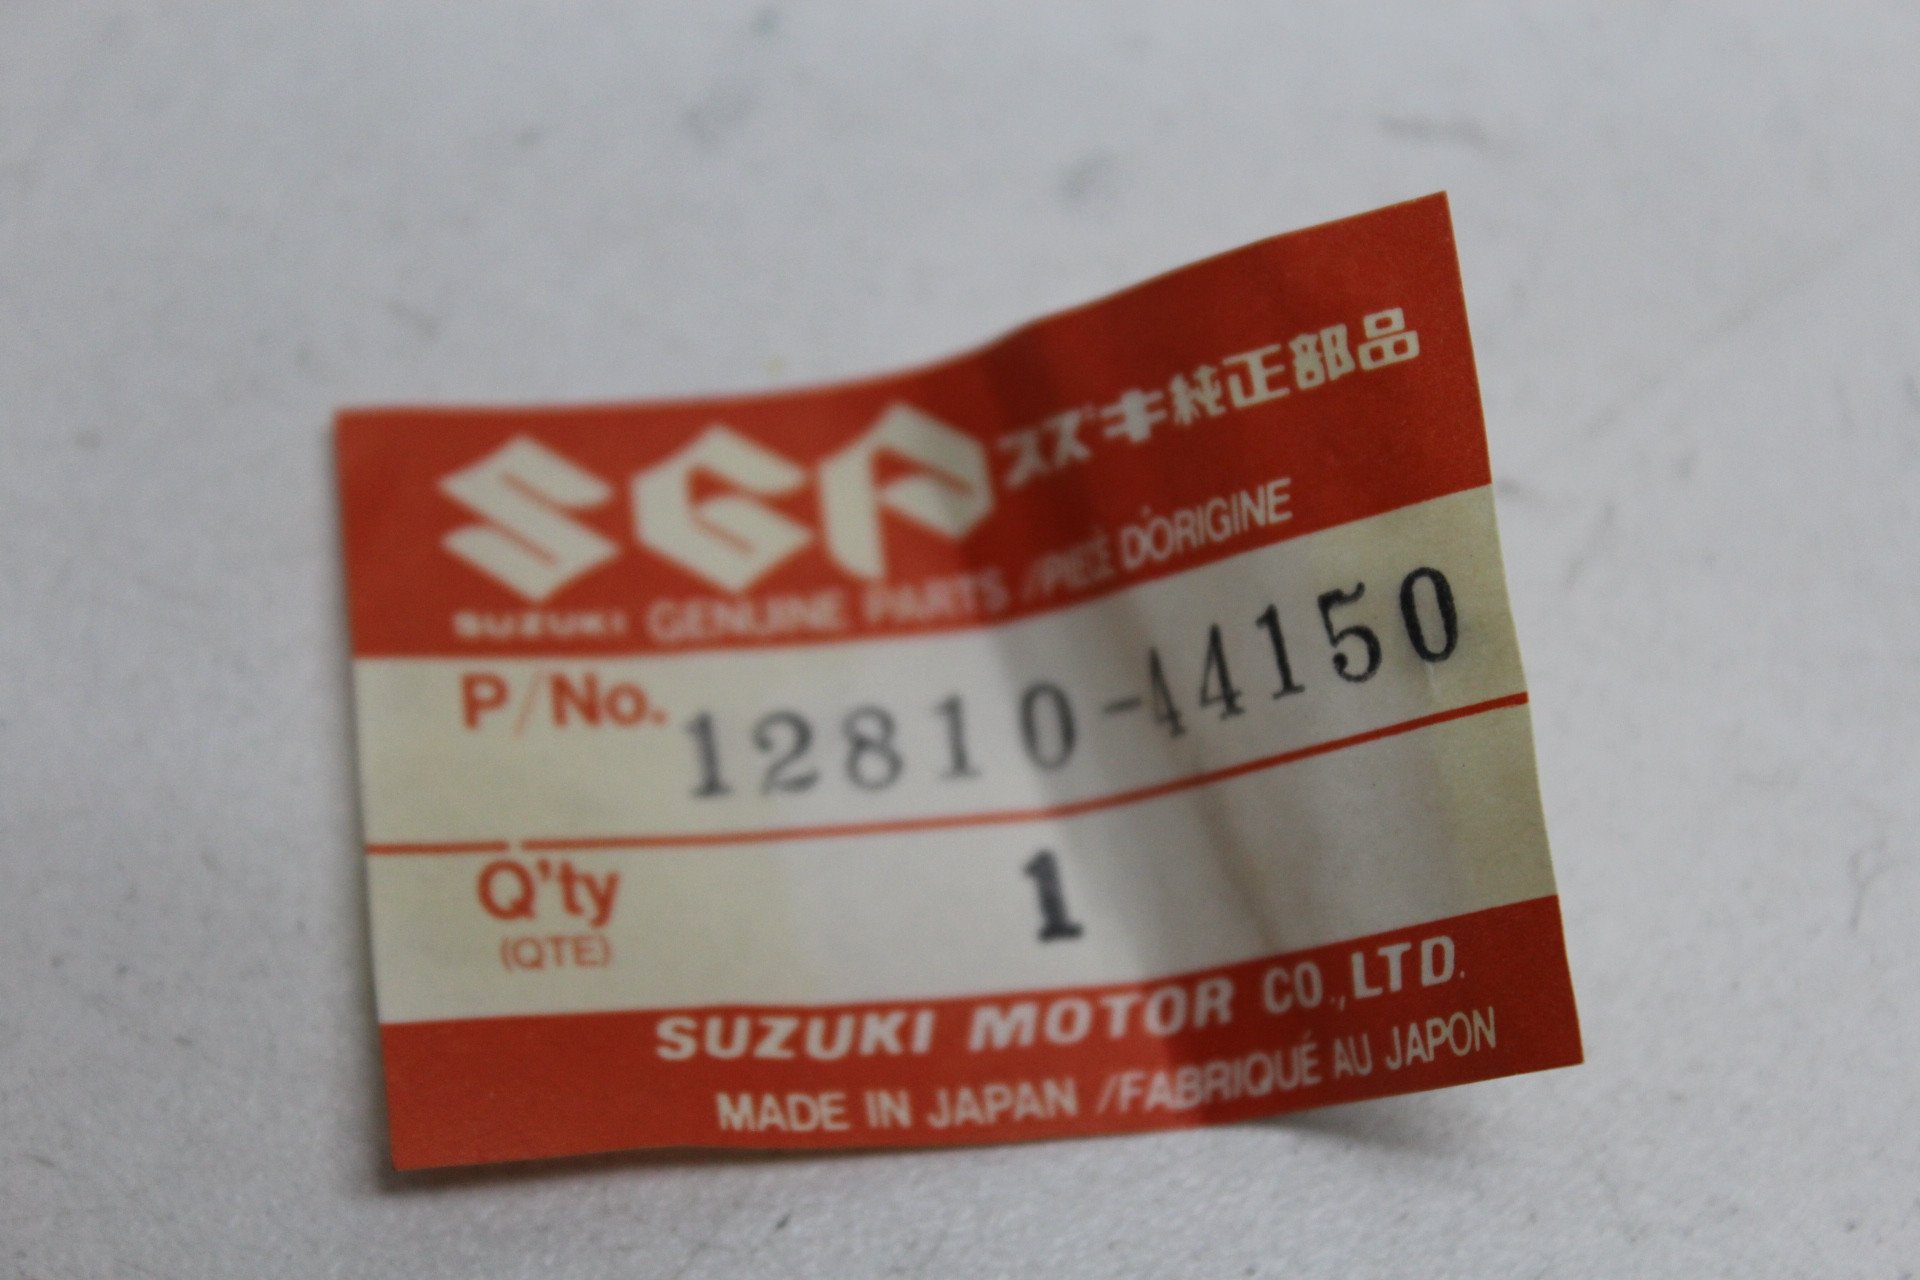 SGP スズキ純正部品
SUZUKI GENUINE PARTS /PIÈCE D'ORIGINE
P/No. 12810-44150
Q'ty 1
(QTE)
SUZUKI MOTOR CO.,LTD.
MADE IN JAPAN /FABRIQUÉ AU JAPON